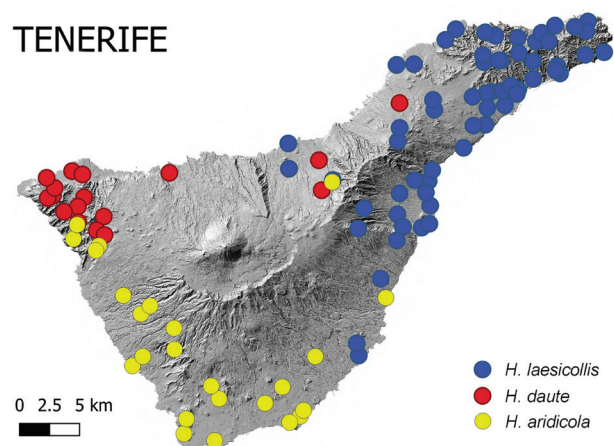 TENERIFE
H. laesicollis
H. daute
H. aridicola
0 2.5 5 km